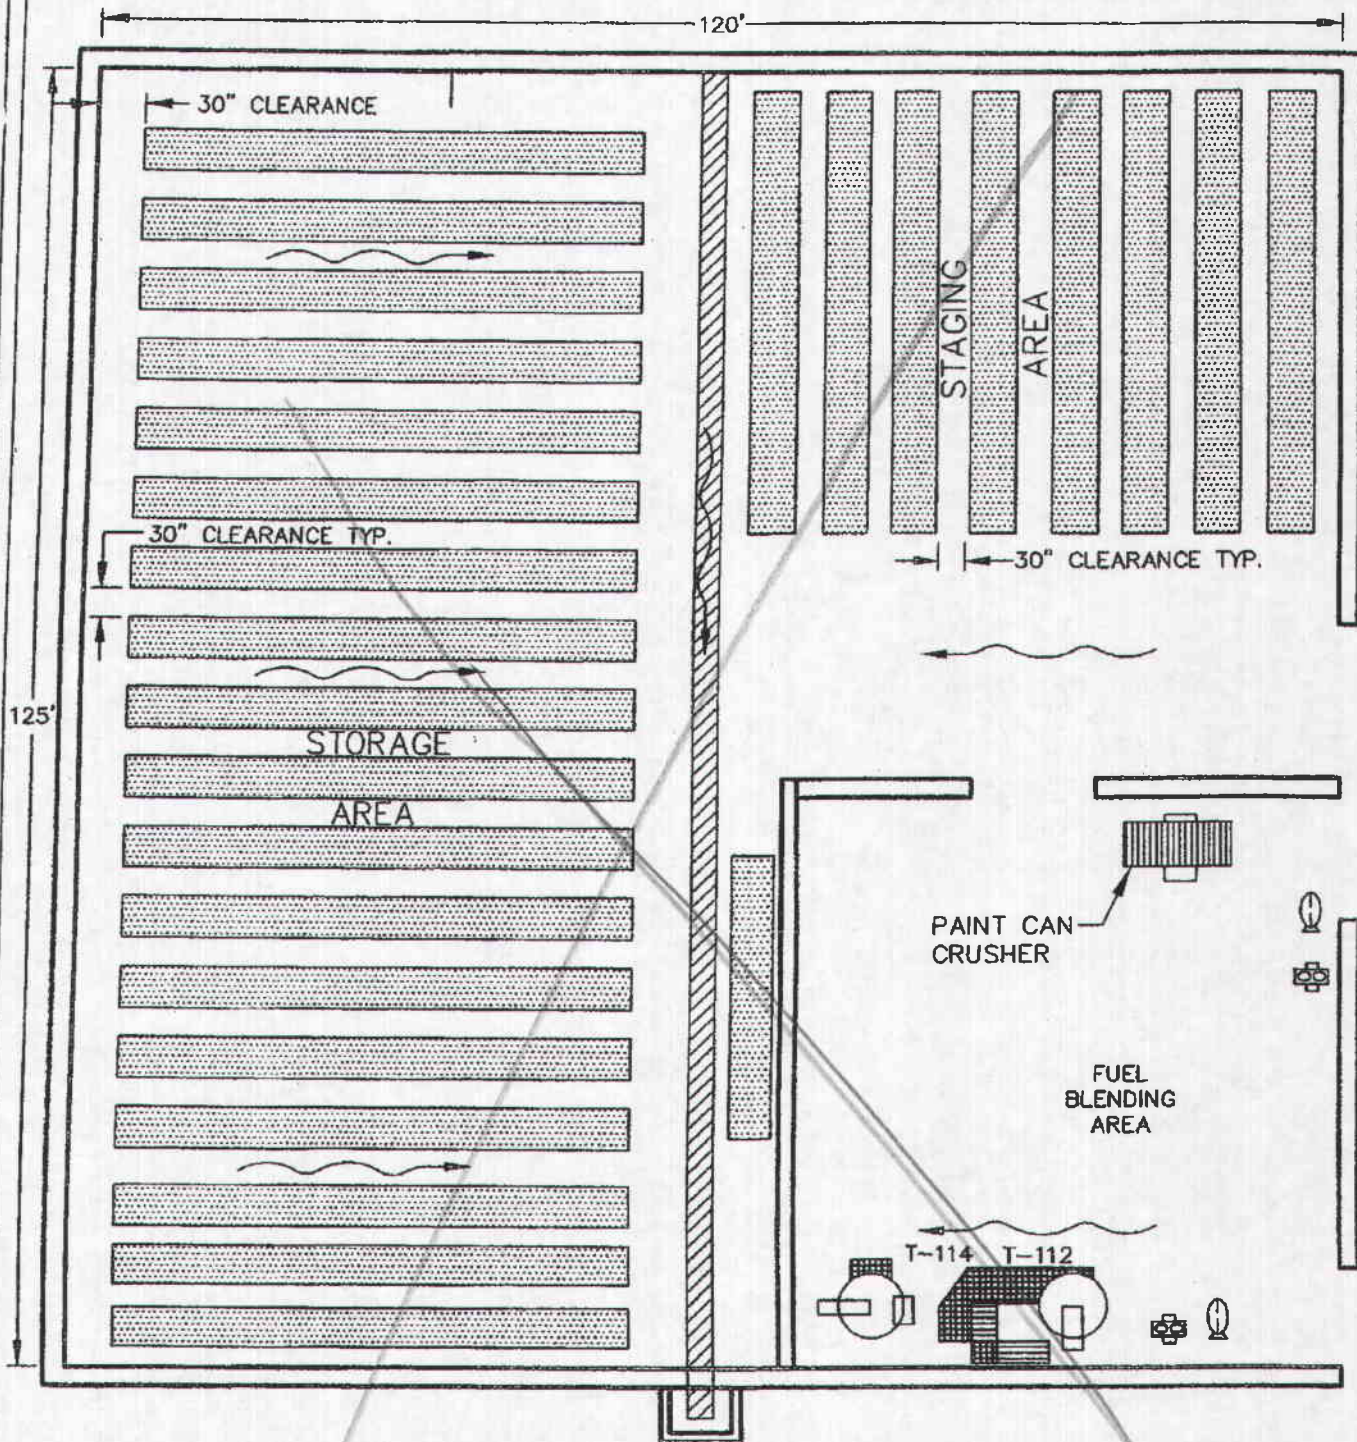 120'
30" CLEARANCE
STAGING
AREA
30" CLEARANCE TYP.
30" CLEARANCE TYP.
125'
STORAGE
AREA
PAINT CAN
CRUSHER
FUEL
BLENDING
AREA
T-114 T-112